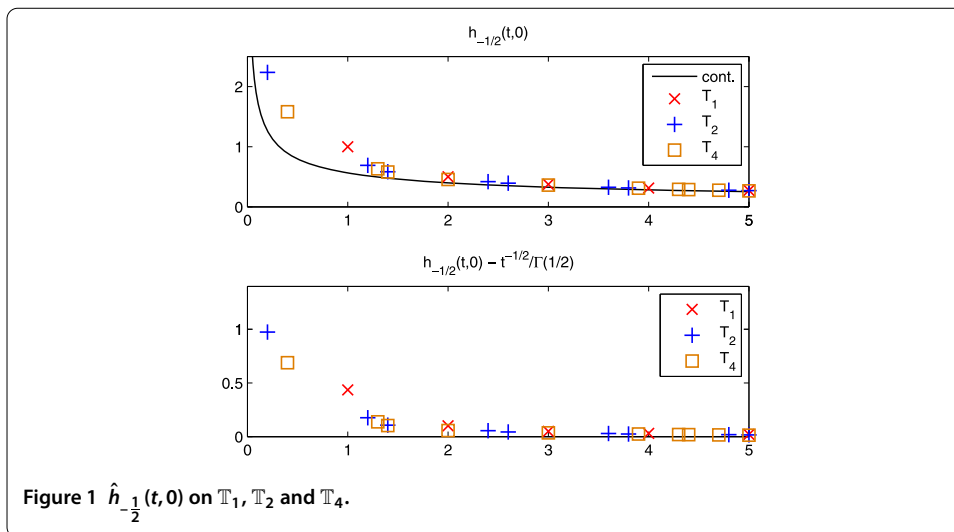 h_{-1/2}(t,0)
2
1
0
0 1 2 3 4 5
cont.
T_1
T_2
T_4
h_{-1/2}(t,0) − t^{-1/2}/Γ(1/2)
1
0.5
0
0 1 2 3 4 5
T_1
T_2
T_4
Figure 1 ĥ_{-\frac{1}{2}}(t, 0) on 𝕋_1, 𝕋_2 and 𝕋_4.